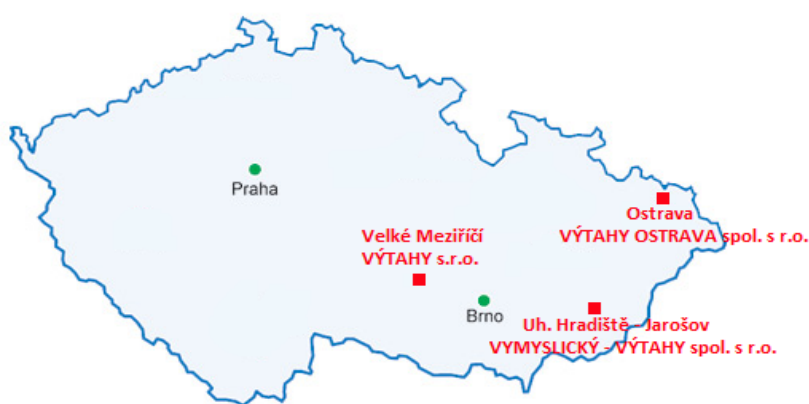 Praha
Ostrava
VÝTAHY OSTRAVA spol. s r.o.
Velké Meziříčí
VÝTAHY s.r.o.
Brno
Uh. Hradiště - Jarošov
VYMYSLICKÝ - VÝTAHY spol. s r.o.